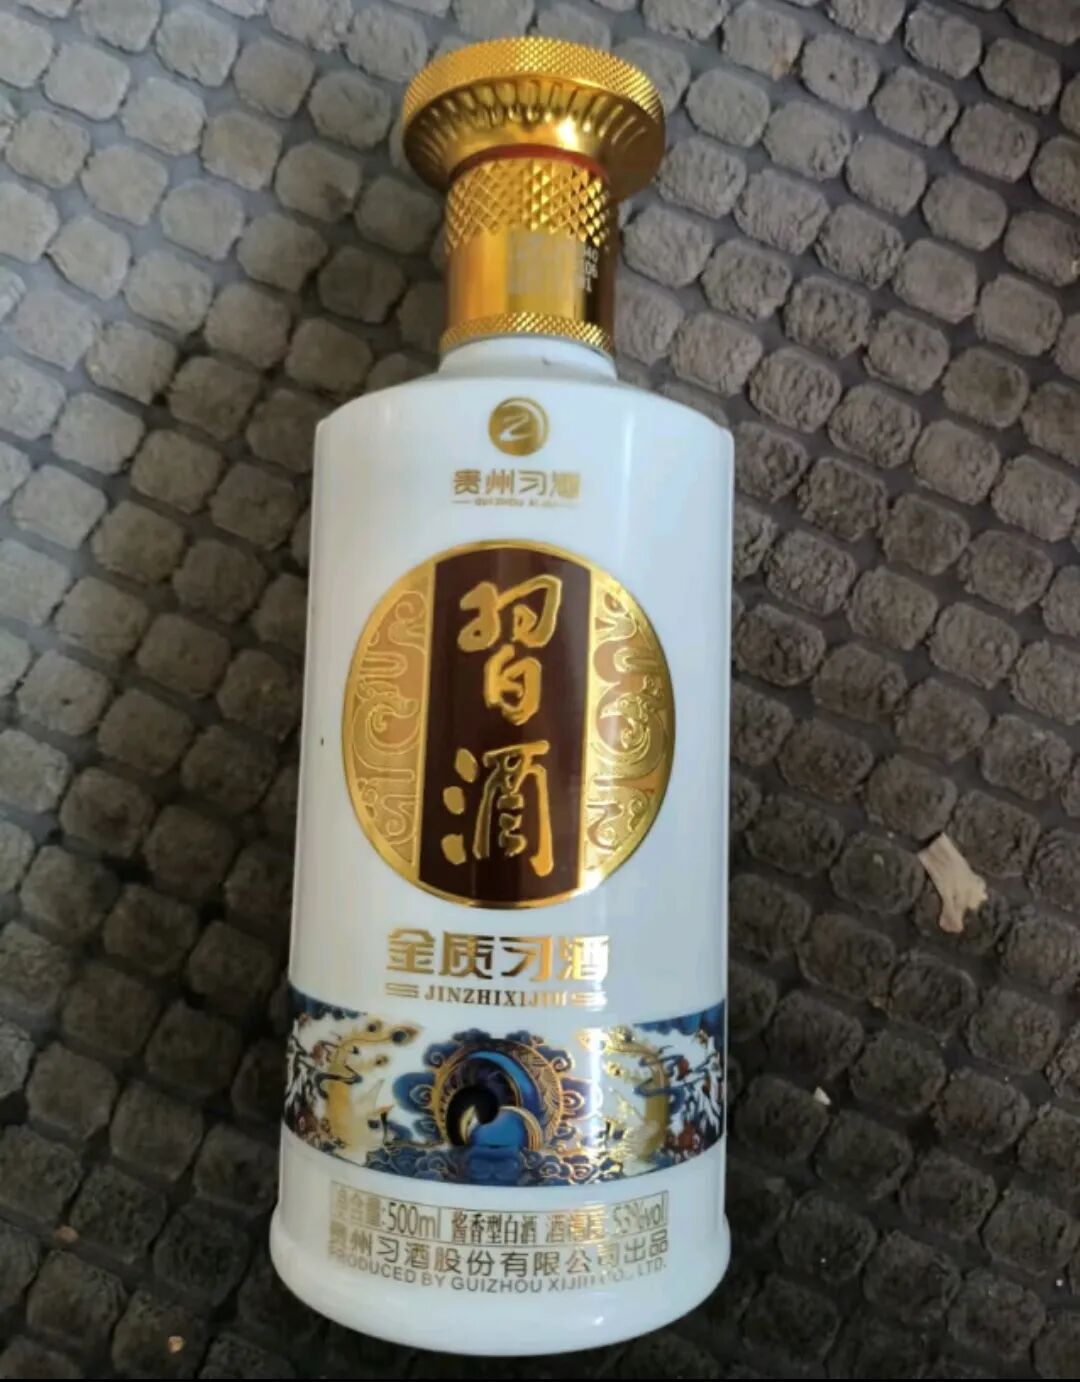 贵州习酒
習
酒
金质习酒
JINZHIXIJIU
净含量:500ml 酱香型白酒 酒精度:53%vol
贵州习酒股份有限公司出品
PRODUCED BY GUIZHOU XIJIU CO., LTD.